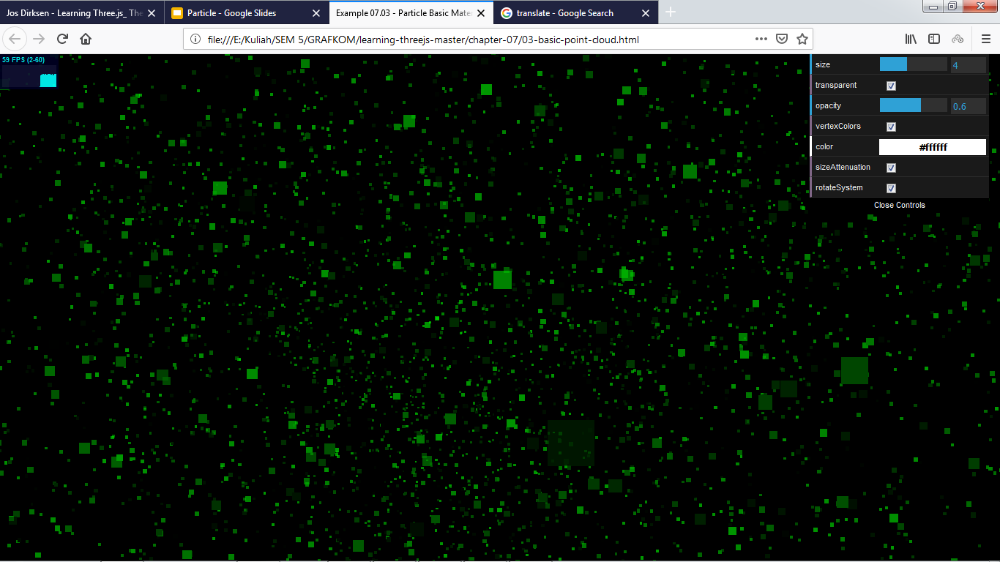 Jos Dirksen - Learning Three.js_ The
Particle - Google Slides
Example 07.03 - Particle Basic Mater
translate - Google Search
file:///E:/Kuliah/SEM 5/GRAFKOM/learning-threejs-master/chapter-07/03-basic-point-cloud.html
59 FPS (2-60)
size 4
transparent
opacity 0.6
vertexColors
color #ffffff
sizeAttenuation
rotateSystem
Close Controls